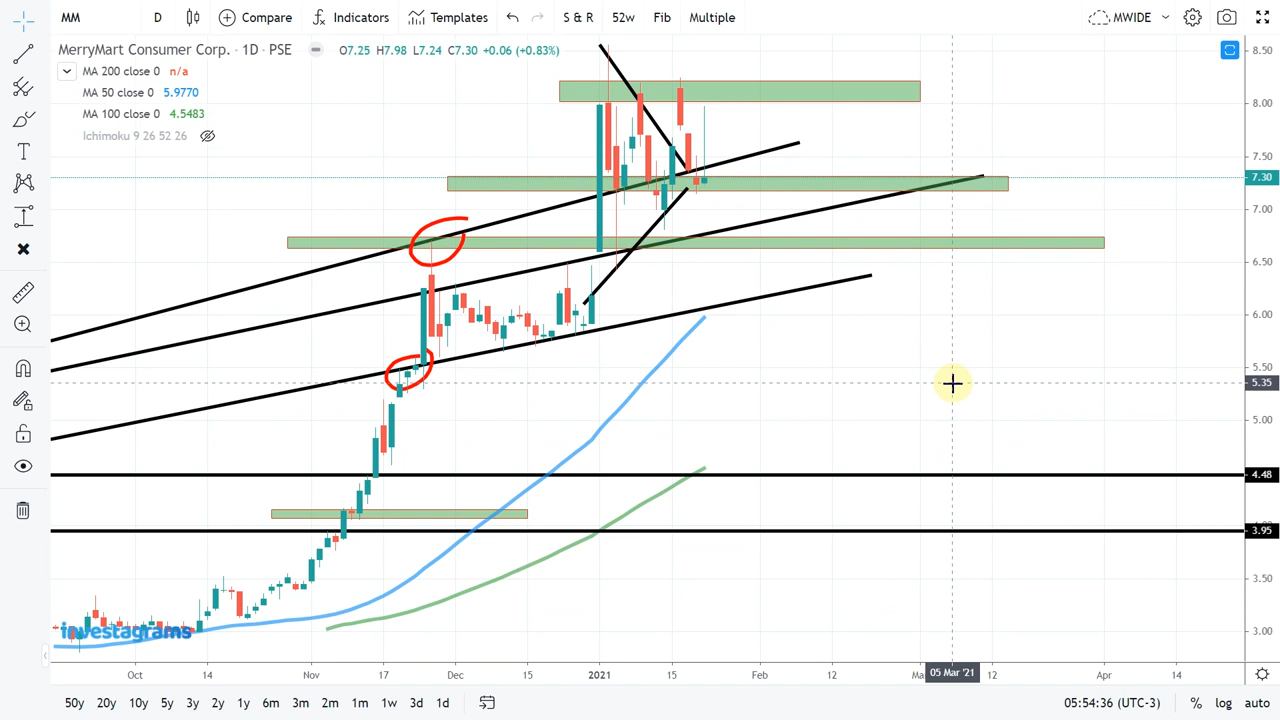 MM D Compare Indicators Templates S & R 52w Fib Multiple MWIDE
MerryMart Consumer Corp. · 1D · PSE O7.25 H7.98 L7.24 C7.30 +0.06 (+0.83%)
MA 200 close 0 n/a
MA 50 close 0 5.9770
MA 100 close 0 4.5483
Ichimoku 9 26 52 26
8.50
8.00
7.50
7.30
7.00
6.50
6.00
5.50
5.35
5.00
4.48
3.95
3.50
3.00
investagrams
Oct 14 Nov 17 Dec 2021 15 Feb 12 05 Mar '21 12 Apr 14
50y 20y 10y 5y 3y 2y 1y 6m 3m 2m 1m 1w 3d 1d 05:54:36 (UTC-3) % log auto